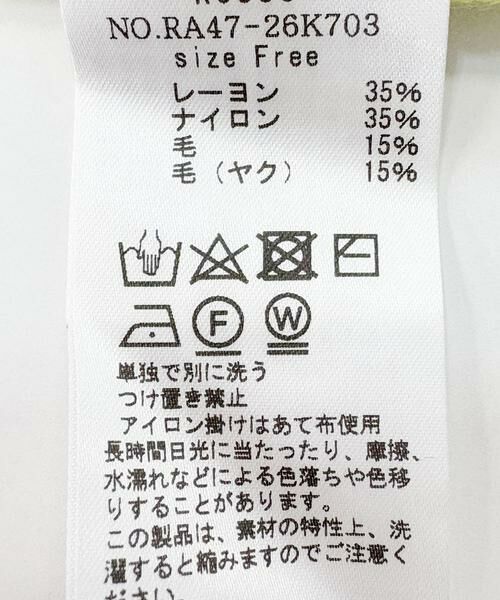 NO.RA47-26K703
size Free
レーヨン 35%
ナイロン 35%
毛 15%
毛（ヤク） 15%
F W
単独で別に洗う
つけ置き禁止
アイロン掛けはあて布使用
長時間日光に当たったり、摩擦、
水濡れなどによる色落ちや色移
りすることがあります。
この製品は、素材の特性上、洗
濯すると縮みますのでご注意く
ださい。